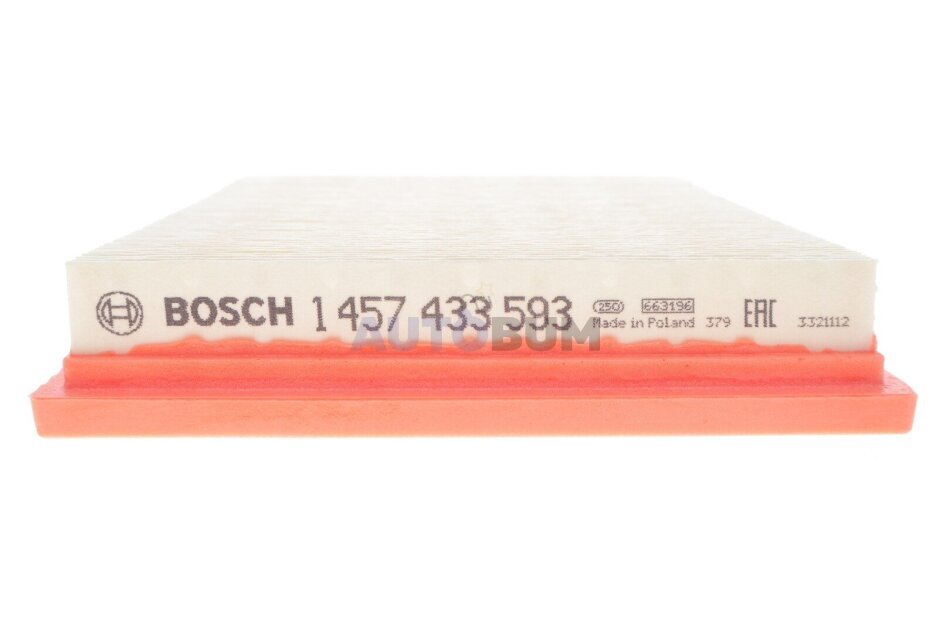 BOSCH 1 457 433 593 250 663196
Made in Poland 379 EAC 3321112
AUTOBUM